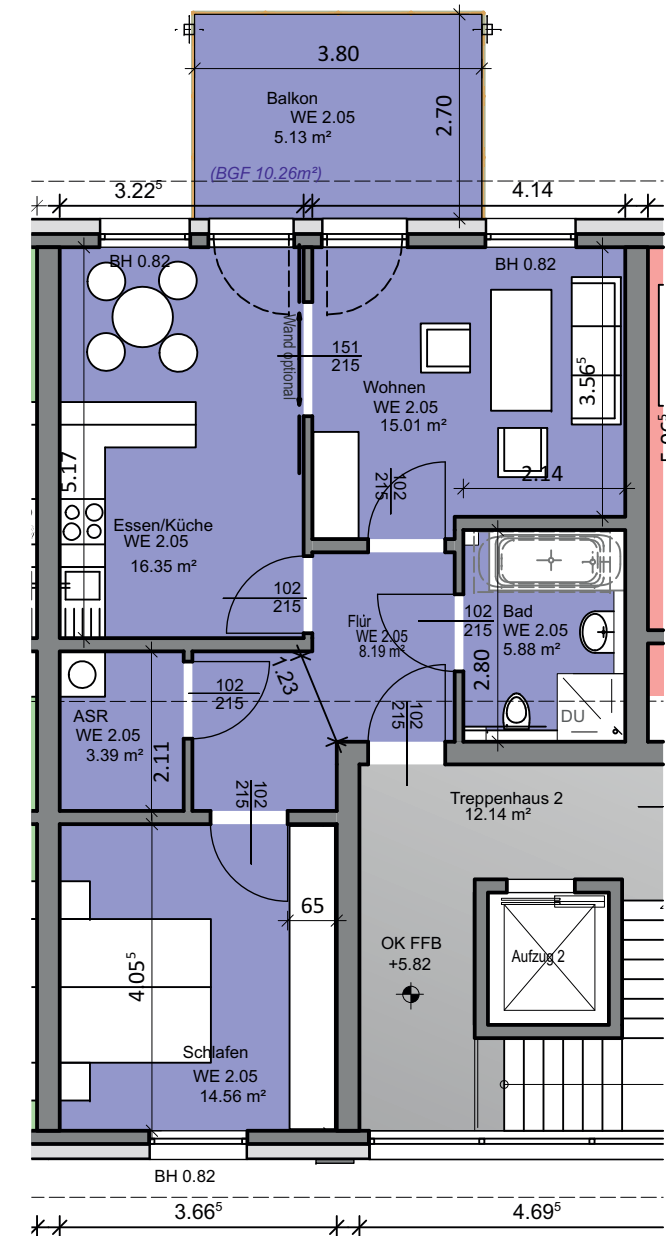 3.80
Balkon
WE 2.05
5.13 m²
2.70
(BGF 10.26m²)
3.22⁵
4.14
BH 0.82
BH 0.82
Wand optional
151
215
Wohnen
WE 2.05
15.01 m²
3.56⁵
5.17
102
215
2.14
Essen/Küche
WE 2.05
16.35 m²
102
215
Flur
WE 2.05
8.19 m²
102
215
Bad
WE 2.05
5.88 m²
2.80
1.23
ASR
WE 2.05
3.39 m²
2.11
102
215
102
215
DU
102
215
Treppenhaus 2
12.14 m²
65
OK FFB
+5.82
Aufzug 2
4.05⁵
Schlafen
WE 2.05
14.56 m²
BH 0.82
3.66⁵
4.69⁵